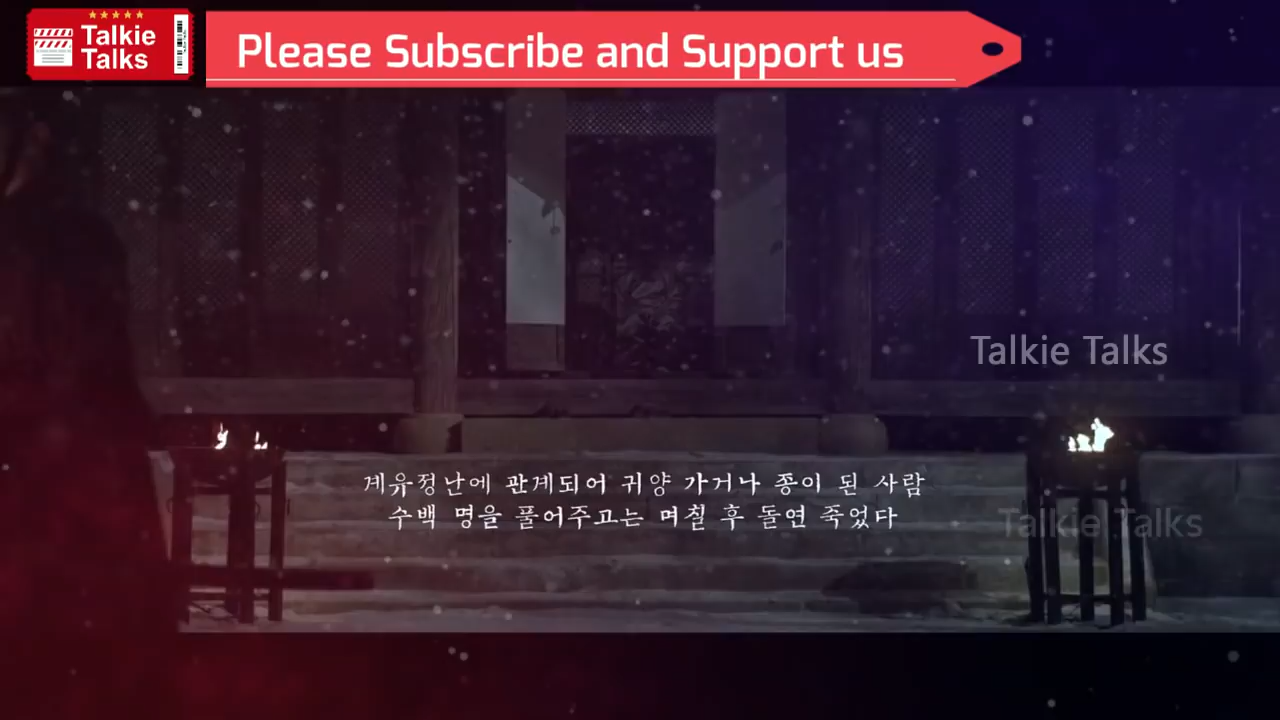 Talkie
Talks
Please Subscribe and Support us
Talkie Talks
계유정난에 관계되어 귀양 가거나 종이 된 사람
수백 명을 풀어주고는 며칠 후 돌연 죽었다
Talkie Talks